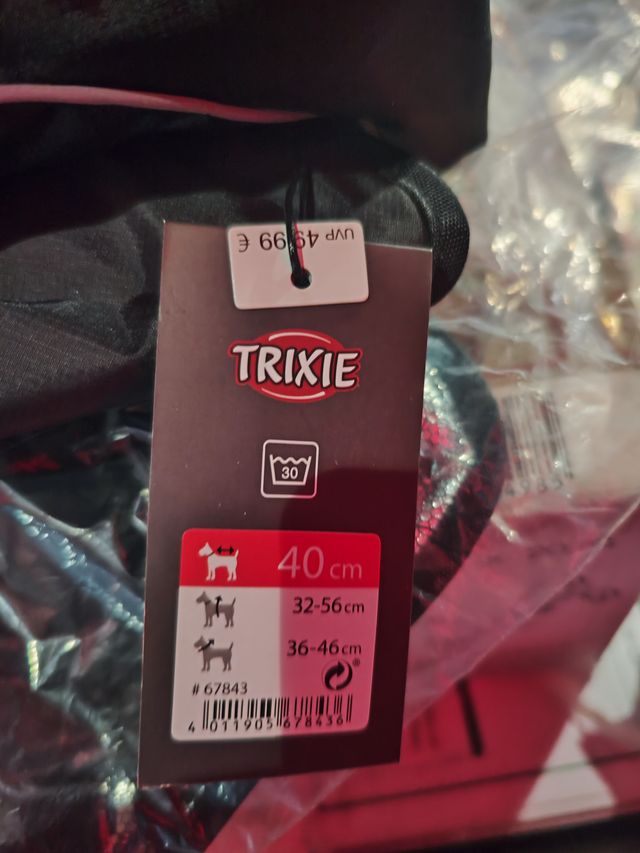 UVP 49,99 €
TRIXIE
30
40 cm
32-56 cm
36-46 cm
®
# 67843
4 011905 678436